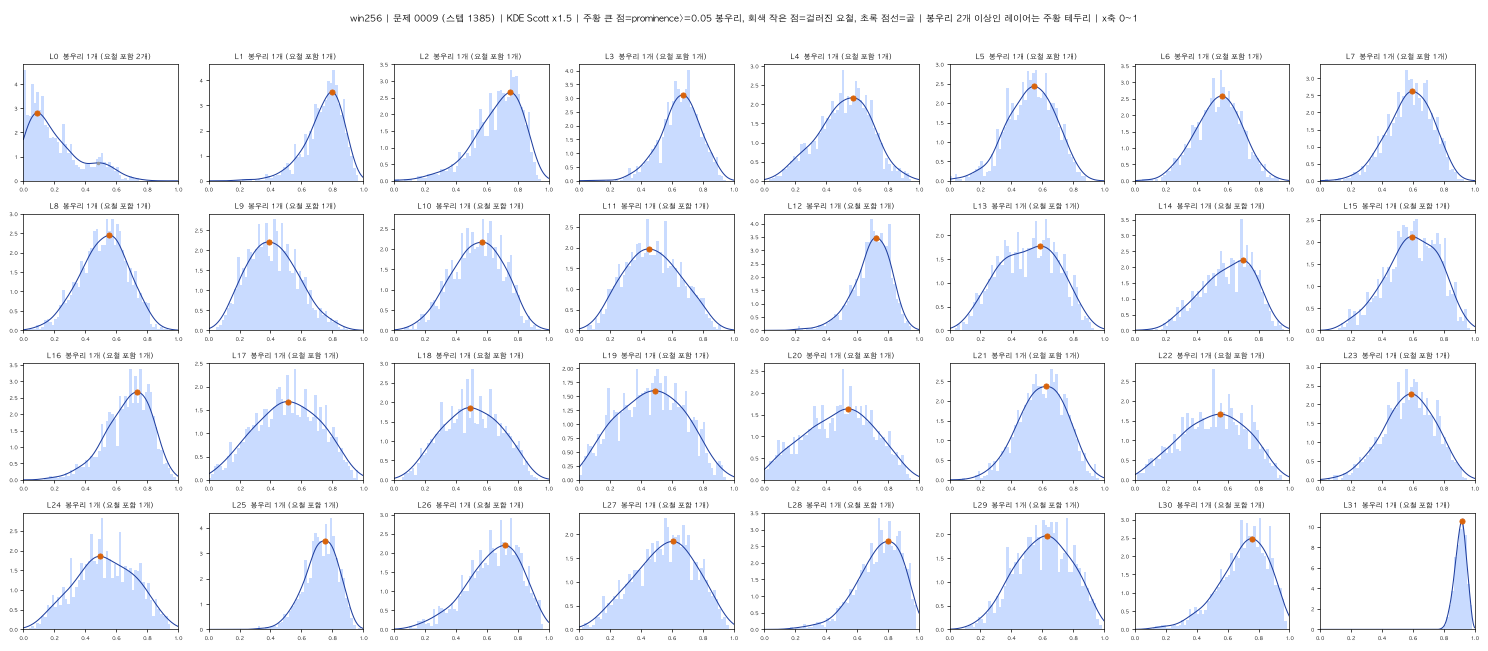 win256 | 문제 0009 (스텝 1385) | KDE Scott x1.5 | 주황 큰 점=prominence>=0.05 봉우리, 회색 작은 점=걸러진 요철, 초록 점선=골 | 봉우리 2개 이상인 레이어는 주황 테두리 | x축 0~1
L0 봉우리 1개 (요철 포함 2개)
L1 봉우리 1개 (요철 포함 1개)
L2 봉우리 1개 (요철 포함 1개)
L3 봉우리 1개 (요철 포함 1개)
L4 봉우리 1개 (요철 포함 1개)
L5 봉우리 1개 (요철 포함 1개)
L6 봉우리 1개 (요철 포함 1개)
L7 봉우리 1개 (요철 포함 1개)
L8 봉우리 1개 (요철 포함 1개)
L9 봉우리 1개 (요철 포함 1개)
L10 봉우리 1개 (요철 포함 1개)
L11 봉우리 1개 (요철 포함 1개)
L12 봉우리 1개 (요철 포함 1개)
L13 봉우리 1개 (요철 포함 1개)
L14 봉우리 1개 (요철 포함 1개)
L15 봉우리 1개 (요철 포함 1개)
L16 봉우리 1개 (요철 포함 1개)
L17 봉우리 1개 (요철 포함 1개)
L18 봉우리 1개 (요철 포함 1개)
L19 봉우리 1개 (요철 포함 1개)
L20 봉우리 1개 (요철 포함 1개)
L21 봉우리 1개 (요철 포함 1개)
L22 봉우리 1개 (요철 포함 1개)
L23 봉우리 1개 (요철 포함 1개)
L24 봉우리 1개 (요철 포함 1개)
L25 봉우리 1개 (요철 포함 1개)
L26 봉우리 1개 (요철 포함 1개)
L27 봉우리 1개 (요철 포함 1개)
L28 봉우리 1개 (요철 포함 1개)
L29 봉우리 1개 (요철 포함 1개)
L30 봉우리 1개 (요철 포함 1개)
L31 봉우리 1개 (요철 포함 1개)